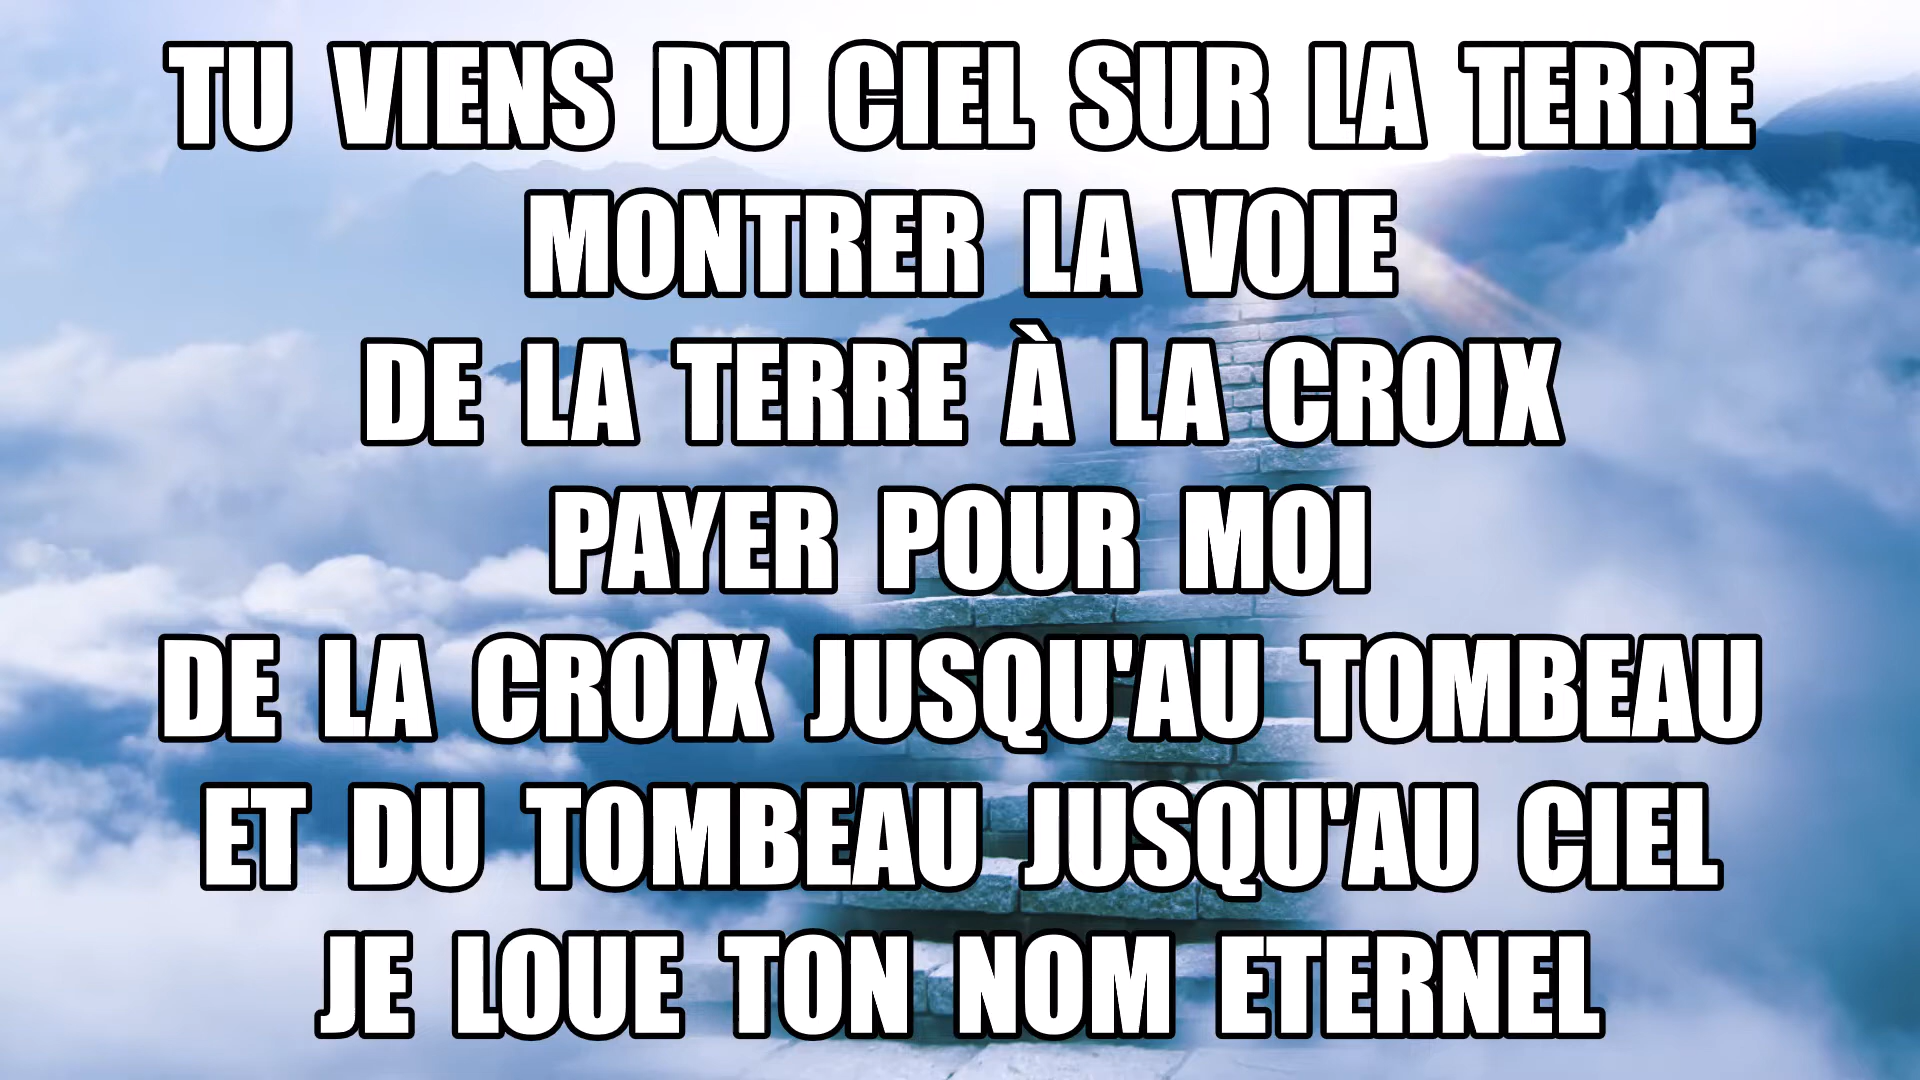 TU VIENS DU CIEL SUR LA TERRE
MONTRER LA VOIE
DE LA TERRE À LA CROIX
PAYER POUR MOI
DE LA CROIX JUSQU'AU TOMBEAU
ET DU TOMBEAU JUSQU'AU CIEL
JE LOUE TON NOM ETERNEL